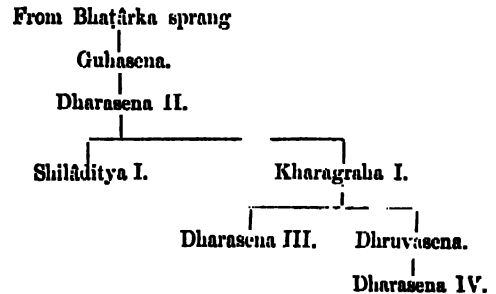 From Bhaṭârka sprang
Guhasena.
Dharasena II.
Shilâditya I. Kharagraha I.
Dharasena III. Dhruvasena.
Dharasena IV.